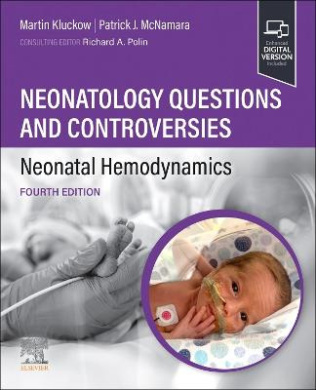 Martin Kluckow | Patrick J. McNamara
CONSULTING EDITOR Richard A. Polin
Enhanced
DIGITAL
VERSION
Included
NEONATOLOGY QUESTIONS
AND CONTROVERSIES
Neonatal Hemodynamics
FOURTH EDITION
ELSEVIER